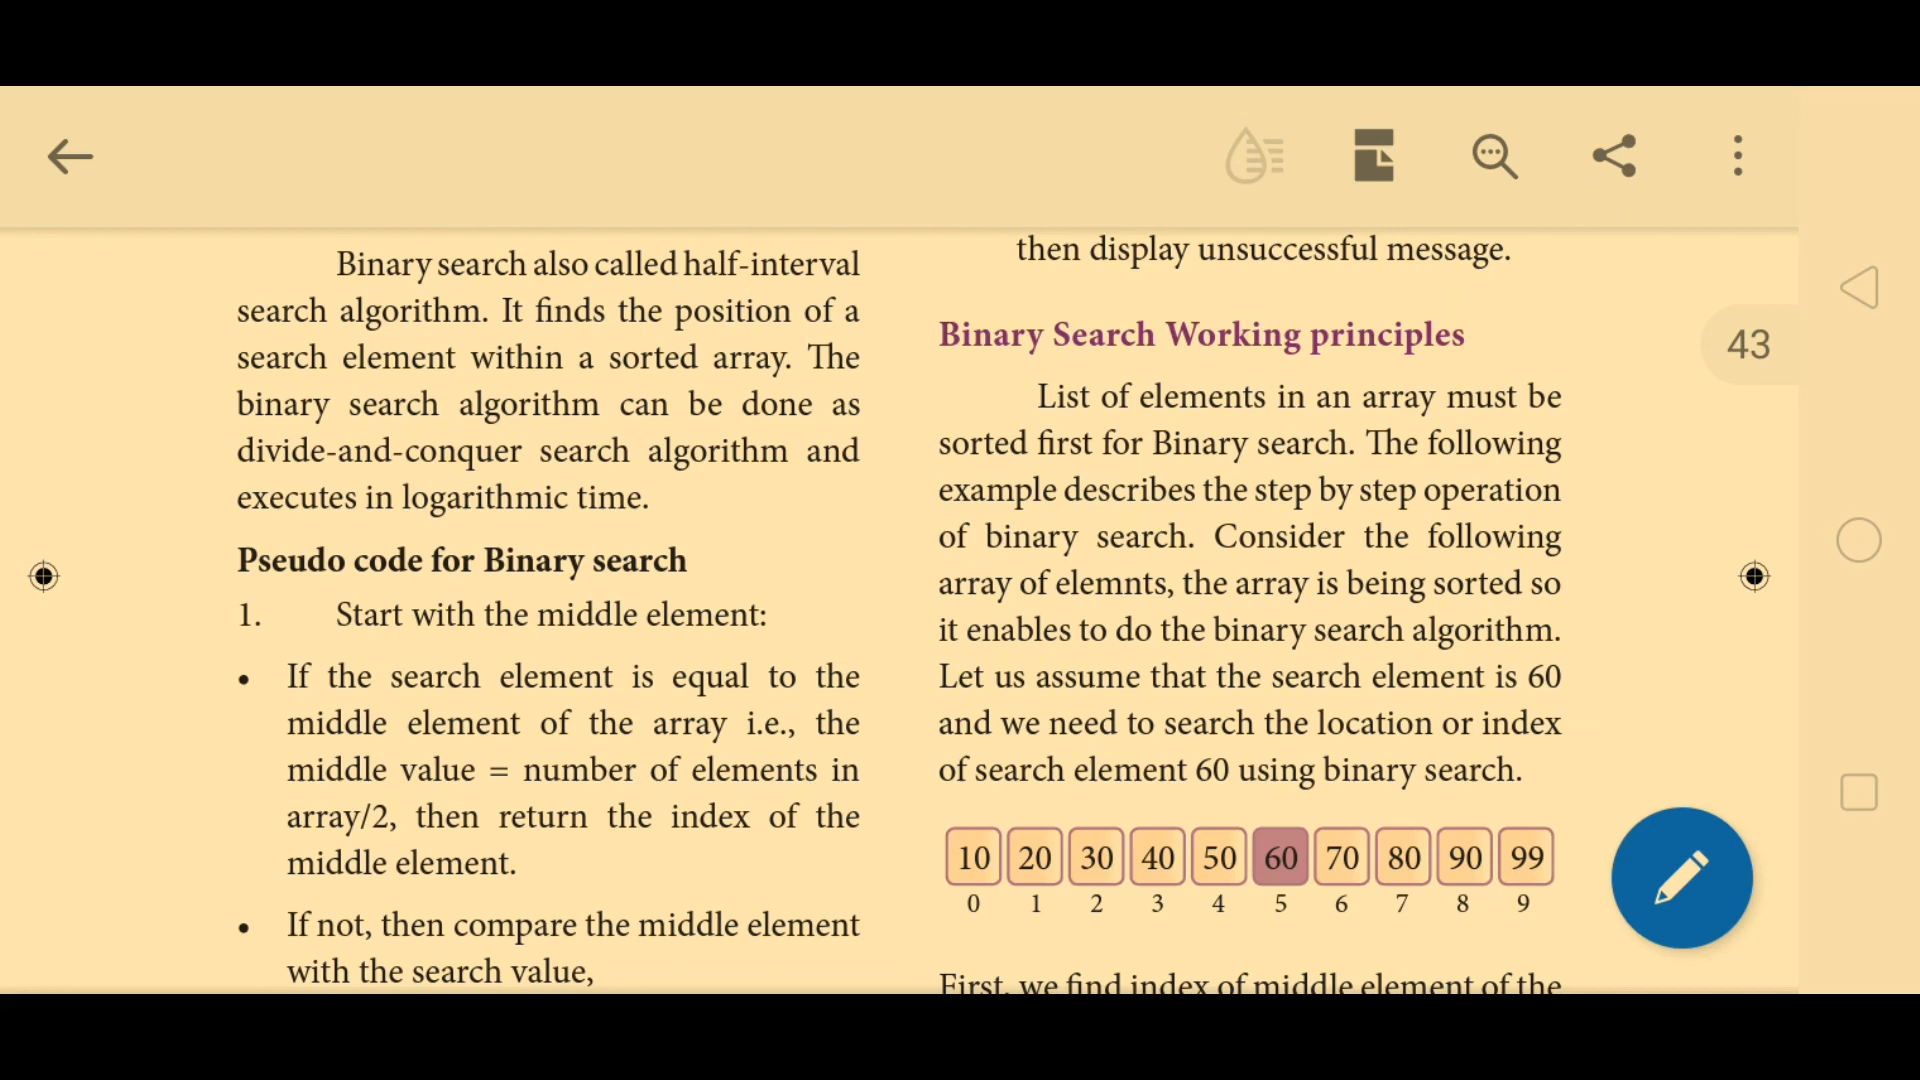 Binary search also called half-interval
search algorithm. It finds the position of a
search element within a sorted array. The
binary search algorithm can be done as
divide-and-conquer search algorithm and
executes in logarithmic time.
Pseudo code for Binary search
1. Start with the middle element:
• If the search element is equal to the
middle element of the array i.e., the
middle value = number of elements in
array/2, then return the index of the
middle element.
• If not, then compare the middle element
with the search value,
then display unsuccessful message.
Binary Search Working principles
List of elements in an array must be
sorted first for Binary search. The following
example describes the step by step operation
of binary search. Consider the following
array of elemnts, the array is being sorted so
it enables to do the binary search algorithm.
Let us assume that the search element is 60
and we need to search the location or index
of search element 60 using binary search.
10 20 30 40 50 60 70 80 90 99
0 1 2 3 4 5 6 7 8 9
First, we find index of middle element of the
43